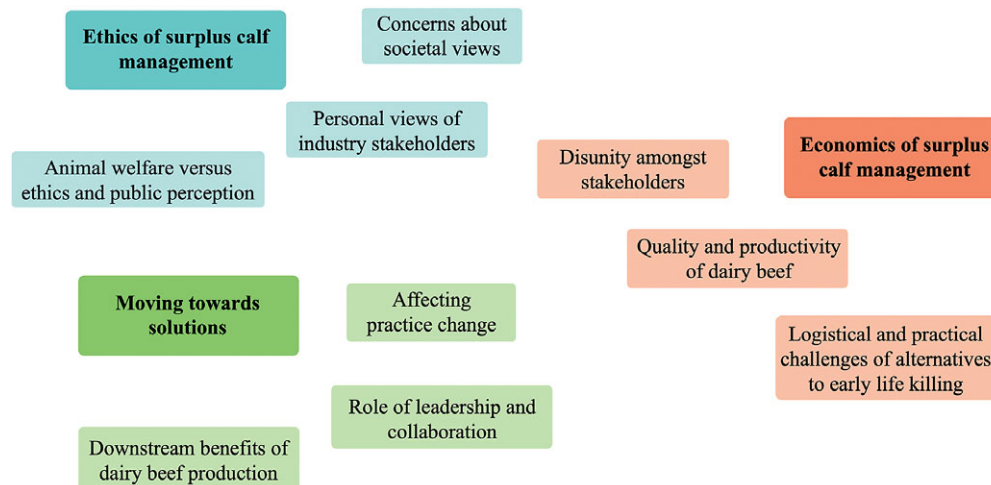 Ethics of surplus calf
management
Concerns about
societal views
Personal views of
industry stakeholders
Animal welfare versus
ethics and public perception
Disunity amongst
stakeholders
Economics of surplus
calf management
Quality and productivity
of dairy beef
Logistical and practical
challenges of alternatives
to early life killing
Moving towards
solutions
Affecting
practice change
Role of leadership and
collaboration
Downstream benefits of
dairy beef production